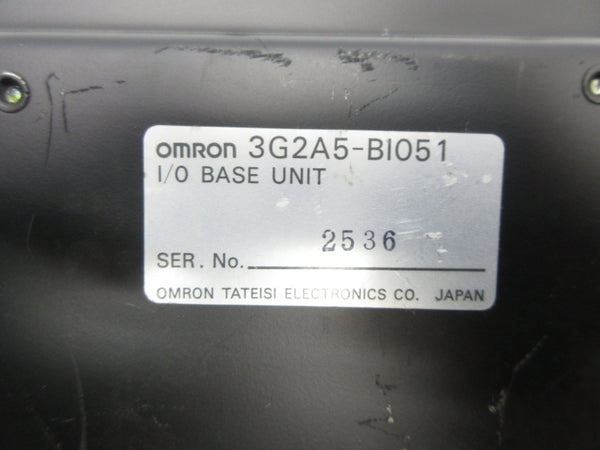 omron 3G2A5-BI051
I/O BASE UNIT
2536
SER. No.
OMRON TATEISI ELECTRONICS CO. JAPAN